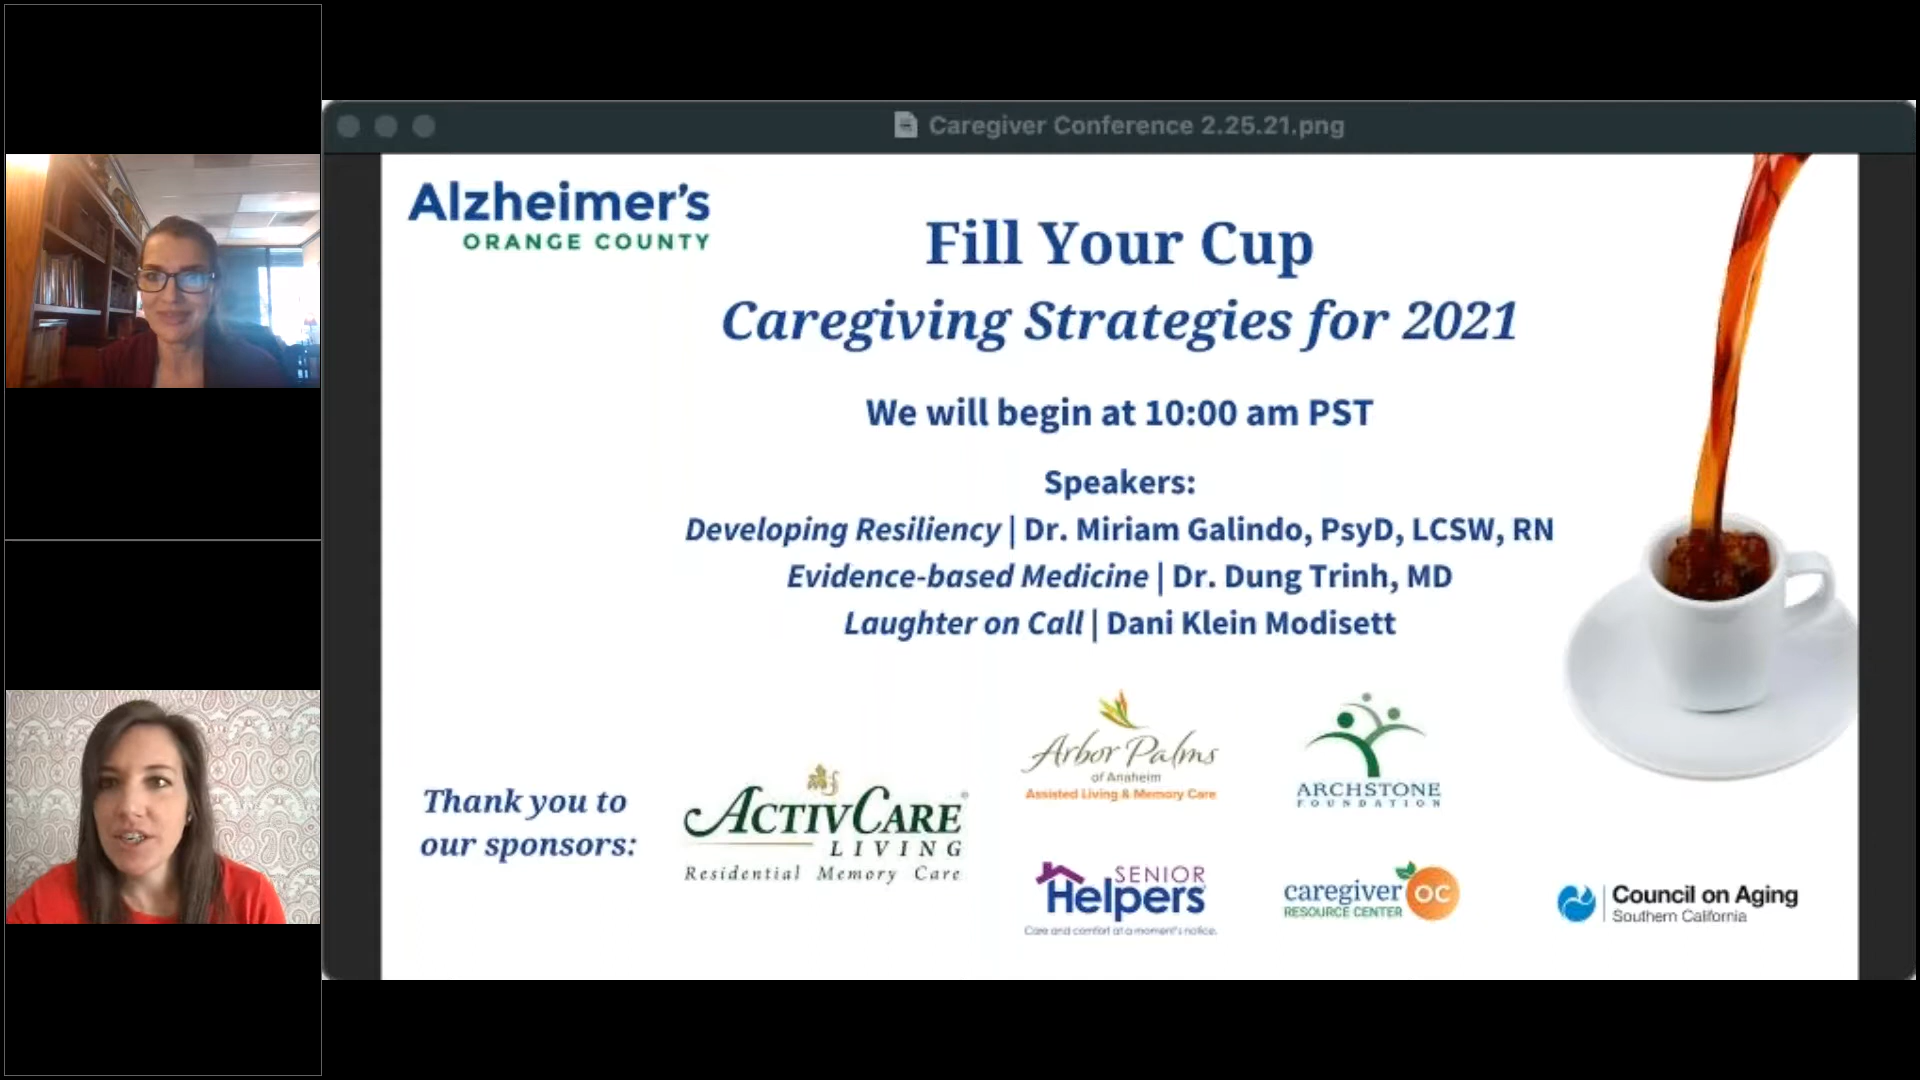 Caregiver Conference 2.25.21.png
Alzheimer's
ORANGE COUNTY
Fill Your Cup
Caregiving Strategies for 2021
We will begin at 10:00 am PST
Speakers:
Developing Resiliency | Dr. Miriam Galindo, PsyD, LCSW, RN
Evidence-based Medicine | Dr. Dung Trinh, MD
Laughter on Call | Dani Klein Modisett
Thank you to
our sponsors:
ACTIVCARE
LIVING
Residential Memory Care
Arbor Palms
of Anaheim
Assisted Living & Memory Care
ARCHSTONE
FOUNDATION
SENIOR
Helpers
Care and comfort at a moment's notice.
caregiver OC
RESOURCE CENTER
Council on Aging
Southern California